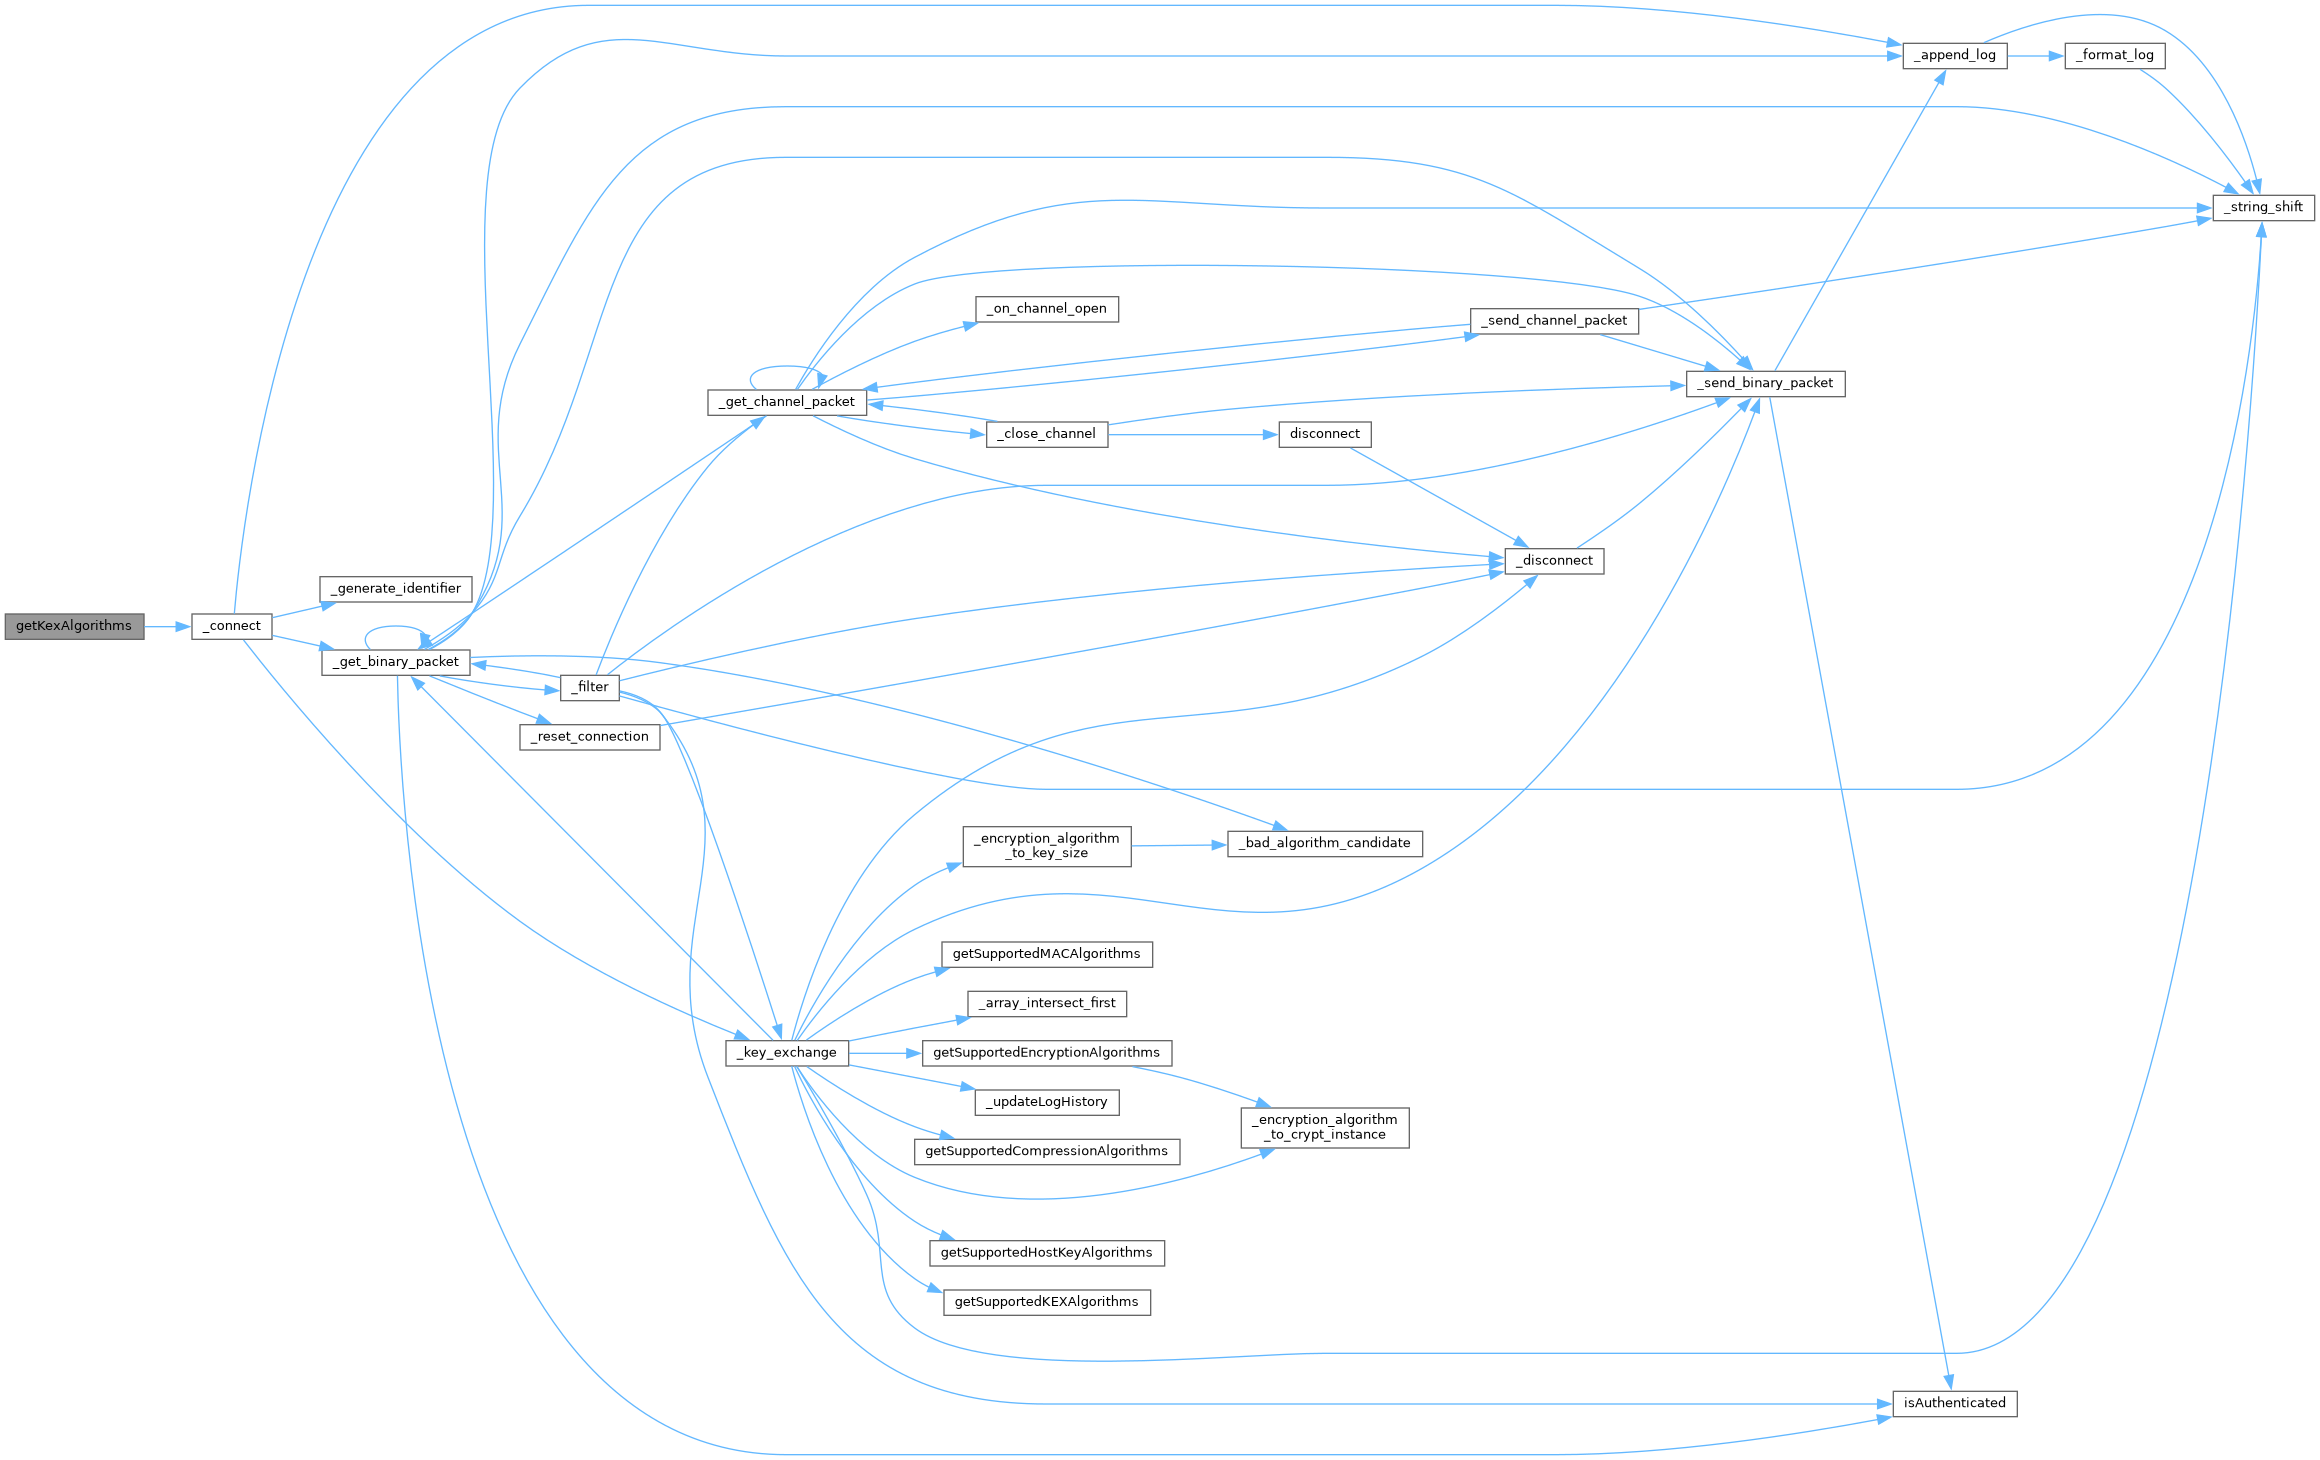 _append_log
_format_log
_string_shift
_on_channel_open
_send_channel_packet
_send_binary_packet
_get_channel_packet
_close_channel
disconnect
_disconnect
_generate_identifier
getKexAlgorithms
_connect
_get_binary_packet
_filter
_reset_connection
_encryption_algorithm
_to_key_size
_bad_algorithm_candidate
getSupportedMACAlgorithms
_array_intersect_first
_key_exchange
getSupportedEncryptionAlgorithms
_updateLogHistory
_encryption_algorithm
_to_crypt_instance
getSupportedCompressionAlgorithms
getSupportedHostKeyAlgorithms
getSupportedKEXAlgorithms
isAuthenticated